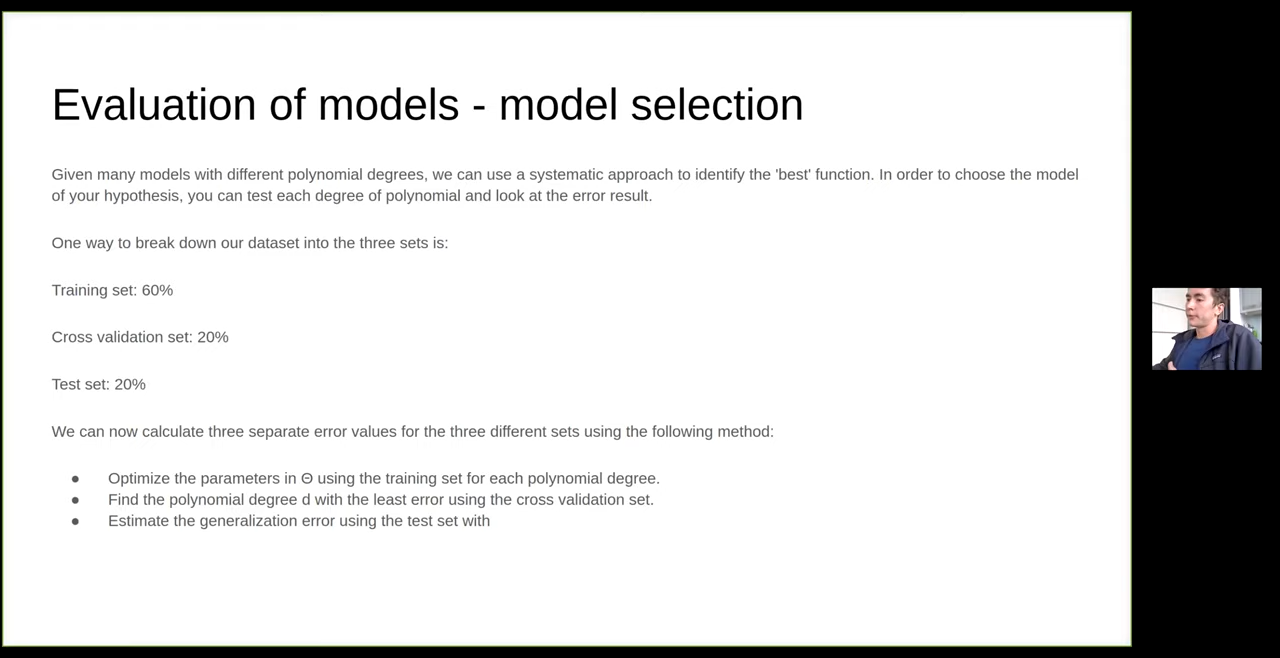 Evaluation of models - model selection
Given many models with different polynomial degrees, we can use a systematic approach to identify the 'best' function. In order to choose the model
of your hypothesis, you can test each degree of polynomial and look at the error result.
One way to break down our dataset into the three sets is:
Training set: 60%
Cross validation set: 20%
Test set: 20%
We can now calculate three separate error values for the three different sets using the following method:
● Optimize the parameters in Θ using the training set for each polynomial degree.
● Find the polynomial degree d with the least error using the cross validation set.
● Estimate the generalization error using the test set with